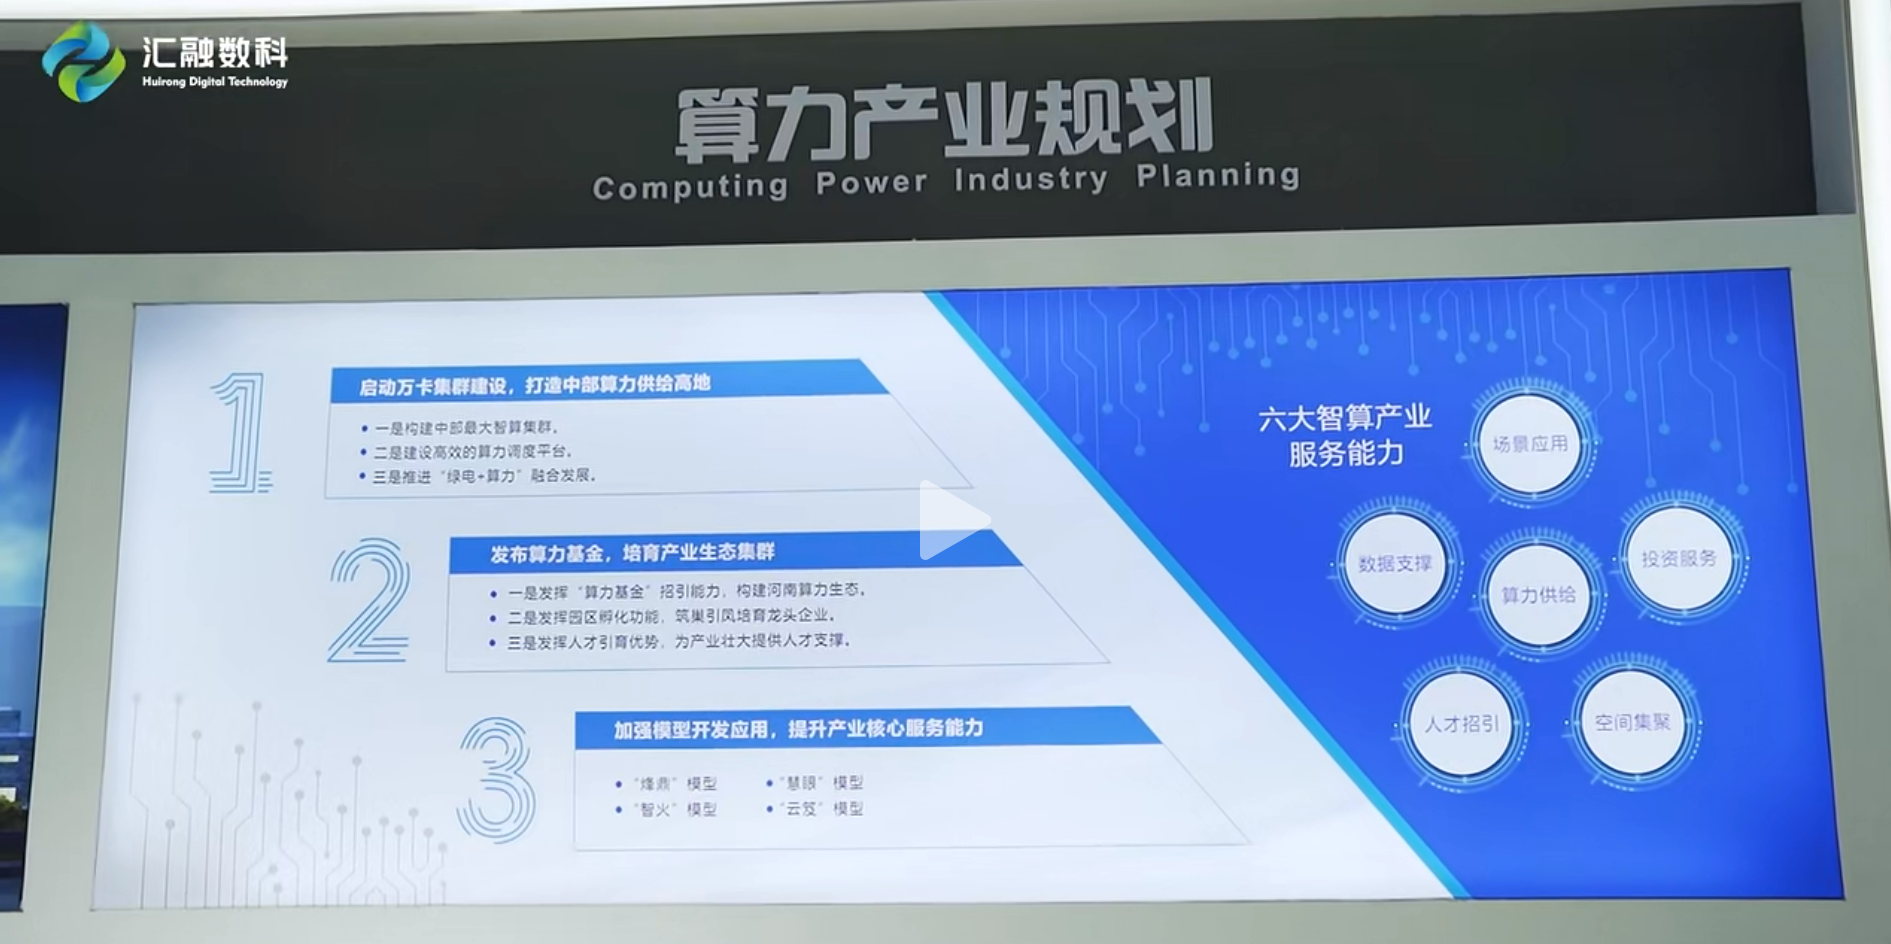 汇融数科
Huirong Digital Technology
算力产业规划
Computing Power Industry Planning
1
启动万卡集群建设，打造中部算力供给高地
• 一是构建中部最大智算集群。
• 二是建设高效的算力调度平台。
• 三是推进“绿电+算力”融合发展。
2
发布算力基金，培育产业生态集群
• 一是发挥“算力基金”招引能力，构建河南算力生态。
• 二是发挥园区孵化功能，筑巢引凤培育龙头企业。
• 三是发挥人才引育优势，为产业壮大提供人才支撑。
3
加强模型开发应用，提升产业核心服务能力
• “烽鼎”模型 • “慧眼”模型
• “智火”模型 • “云笈”模型
六大智算产业
服务能力
场景应用
数据支撑
投资服务
算力供给
人才招引
空间集聚